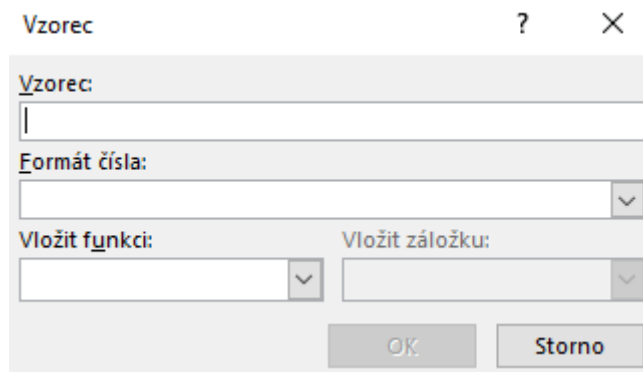 Vzorec ?
Vzorec:
Formát čísla:
Vložit funkci: Vložit záložku:
OK Storno